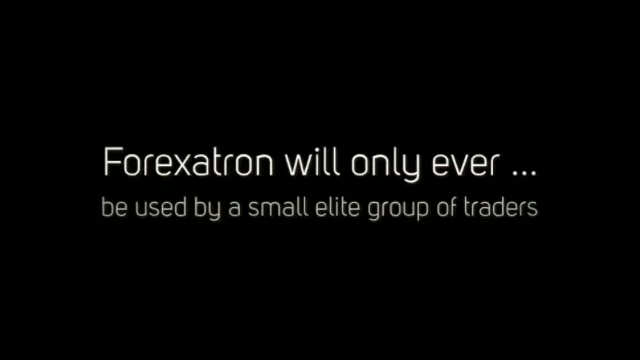 Forexatron will only ever ...
be used by a small elite group of traders